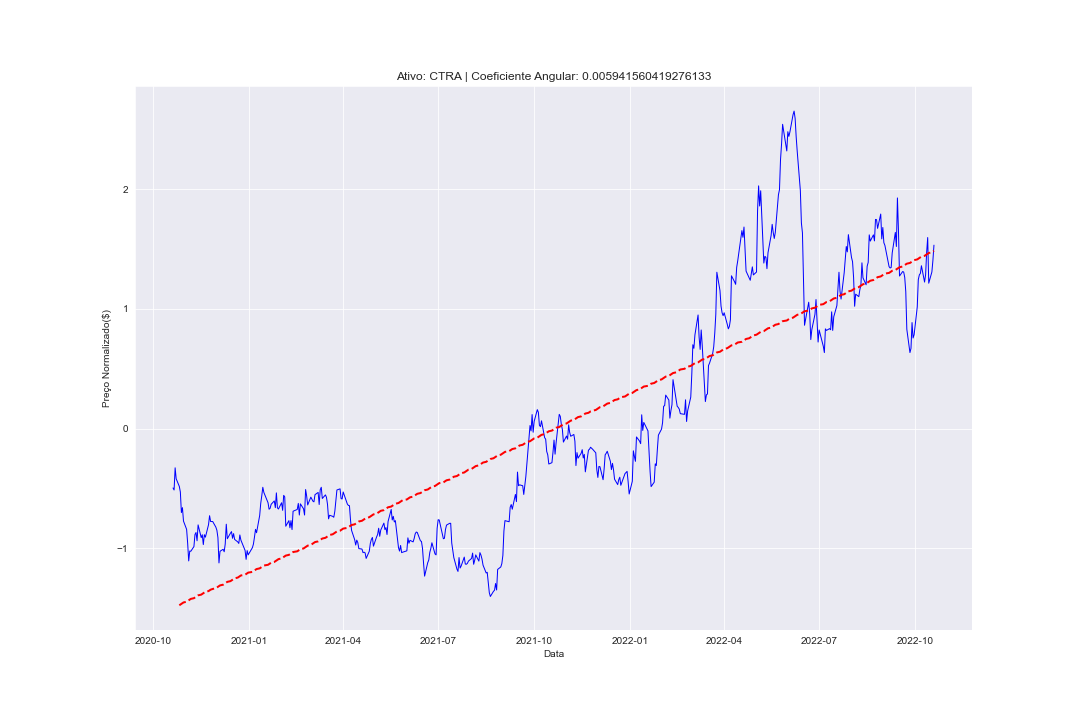 Ativo: CTRA | Coeficiente Angular: 0.005941560419276133
Preço Normalizado($)
2
1
0
−1
2020-10 2021-01 2021-04 2021-07 2021-10 2022-01 2022-04 2022-07 2022-10
Data